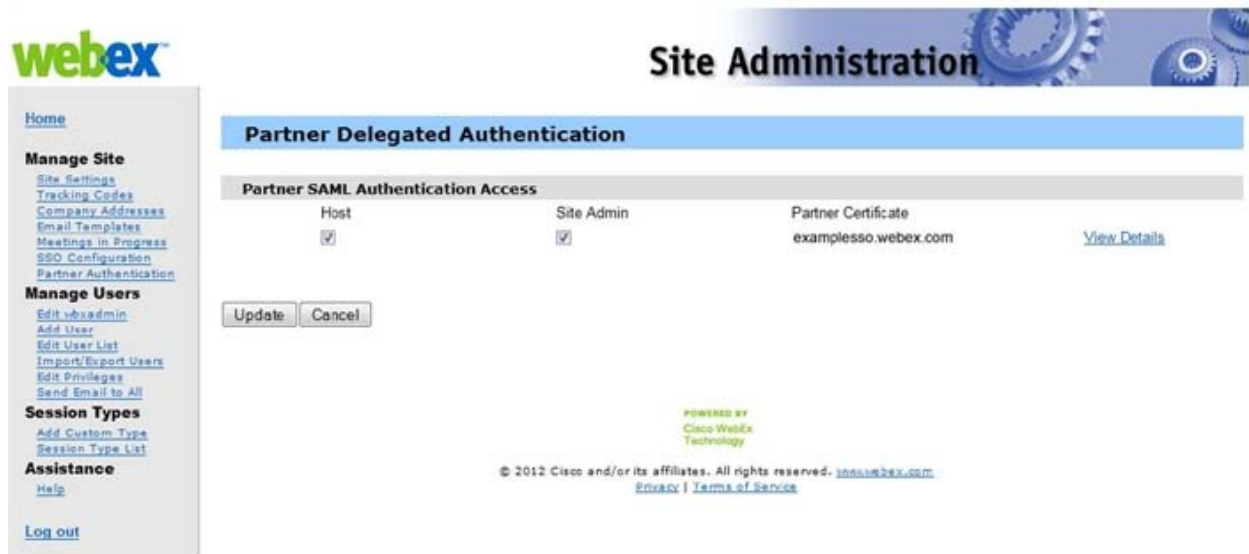 webex
Site Administration
Home
Manage Site
Site Settings
Tracking Codes
Company Addresses
Email Templates
Meetings in Progress
SSO Configuration
Partner Authentication
Manage Users
Edit wbxadmin
Add User
Edit User List
Import/Export Users
Edit Privileges
Send Email to All
Session Types
Add Custom Type
Session Type List
Assistance
Help
Log out
Partner Delegated Authentication
Partner SAML Authentication Access
Host Site Admin Partner Certificate
examplesso.webex.com View Details
Update Cancel
POWERED BY
Cisco WebEx
Technology
© 2012 Cisco and/or its affiliates. All rights reserved. www.webex.com
Privacy | Terms of Service